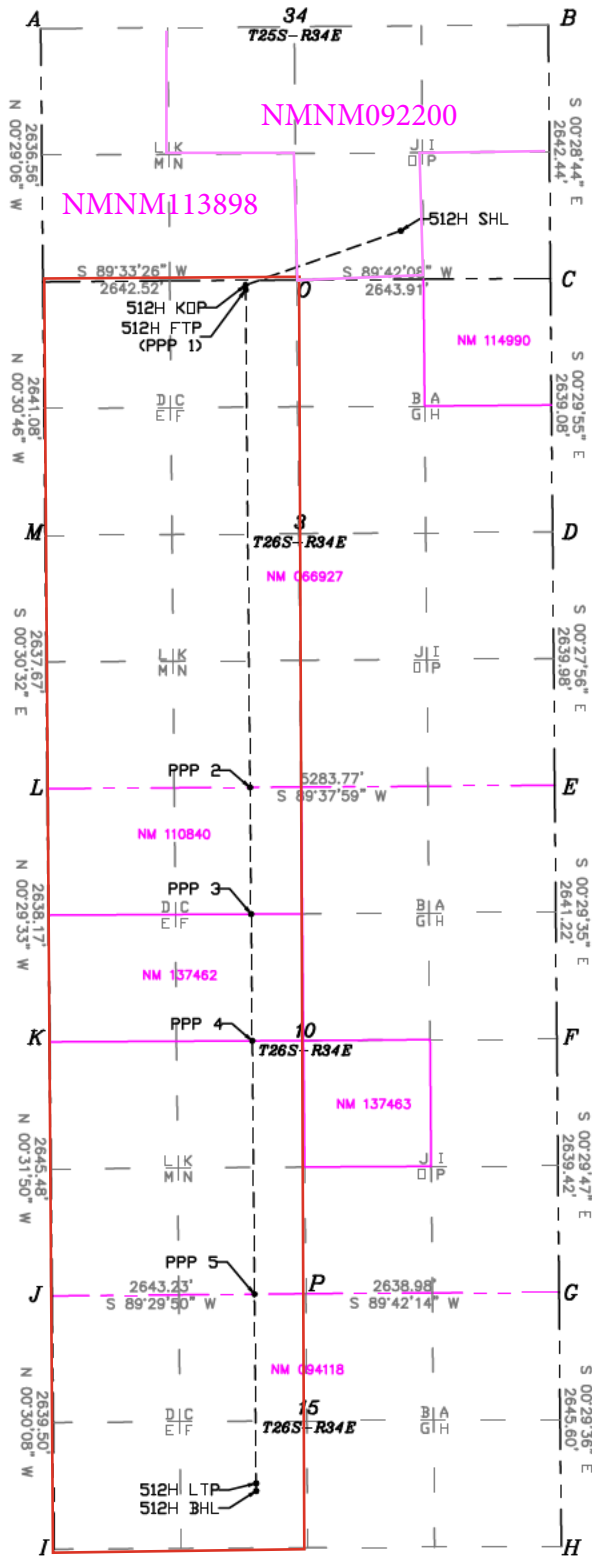 A
34
T25S-R34E
B
N 00°29'06" W
2636.56'
NMNM092200
S 00°28'44" E
2642.44'
L K
M N
J I
O P
NMNM113898
512H SHL
S 89°33'26" W
2642.52'
S 89°42'08" W
2643.91'
C
O
512H KOP
512H FTP
(PPP 1)
NM 114990
N 00°30'46" W
2641.08'
S 00°29'55" E
2639.08'
D C
E F
B A
G H
M
3
T26S-R34E
D
NM 066927
S 00°30'32" E
2637.67'
S 00°27'56" E
2639.98'
L K
M N
J I
O P
PPP 2
L
5283.77'
S 89°37'59" W
E
NM 110840
N 00°29'33" W
2638.17'
PPP 3
S 00°29'35" E
2641.22'
D C
E F
B A
G H
NM 137462
PPP 4
K
10
T26S-R34E
F
NM 137463
N 00°31'50" W
2645.48'
S 00°29'47" E
2639.42'
L K
M N
J I
O P
PPP 5
J
2643.23'
S 89°29'50" W
P
2638.98'
S 89°42'14" W
G
NM 094118
N 00°30'08" W
2639.50'
S 00°29'36" E
2645.60'
D C
E F
15
T26S-R34E
B A
G H
512H LTP
512H BHL
I
H